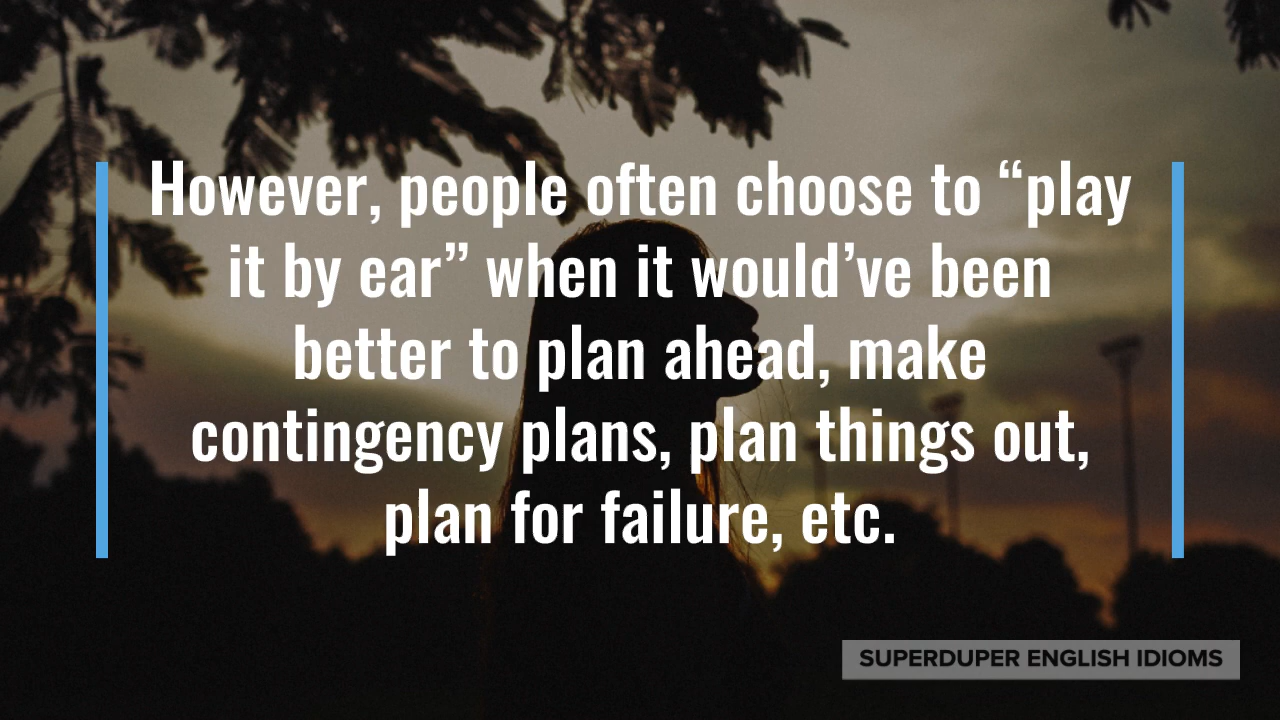 However, people often choose to “play
it by ear” when it would’ve been
better to plan ahead, make
contingency plans, plan things out,
plan for failure, etc.
SUPERDUPER ENGLISH IDIOMS